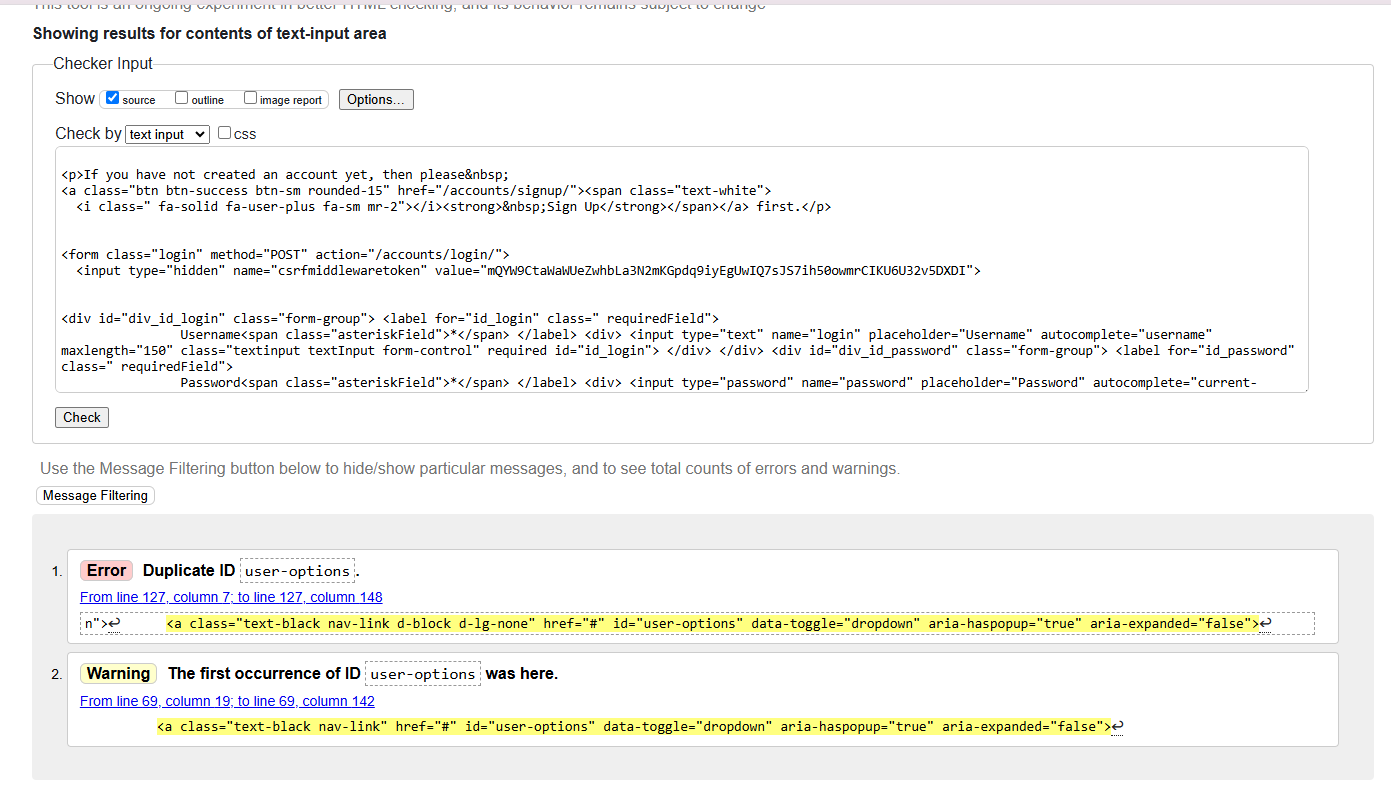 This tool is an ongoing experiment in better HTML checking, and its behavior remains subject to change
Showing results for contents of text-input area
Checker Input
Show source outline image report Options...
Check by text input css
<p>If you have not created an account yet, then please&nbsp;
<a class="btn btn-success btn-sm rounded-15" href="/accounts/signup/"><span class="text-white">
<i class=" fa-solid fa-user-plus fa-sm mr-2"></i><strong>&nbsp;Sign Up</strong></span></a> first.</p>
<form class="login" method="POST" action="/accounts/login/">
<input type="hidden" name="csrfmiddlewaretoken" value="mQYW9CtaWaWUeZwhbLa3N2mKGpdq9iyEgUwIQ7sJS7ih50owmrCIKU6U32v5DXDI">
<div id="div_id_login" class="form-group"> <label for="id_login" class=" requiredField">
Username<span class="asteriskField">*</span> </label> <div> <input type="text" name="login" placeholder="Username" autocomplete="username"
maxlength="150" class="textinput textInput form-control" required id="id_login"> </div> </div> <div id="div_id_password" class="form-group"> <label for="id_password"
class=" requiredField">
Password<span class="asteriskField">*</span> </label> <div> <input type="password" name="password" placeholder="Password" autocomplete="current-
Check
Use the Message Filtering button below to hide/show particular messages, and to see total counts of errors and warnings.
Message Filtering
1. Error Duplicate ID user-options.
From line 127, column 7; to line 127, column 148
n">↩ <a class="text-black nav-link d-block d-lg-none" href="#" id="user-options" data-toggle="dropdown" aria-haspopup="true" aria-expanded="false">↩
2. Warning The first occurrence of ID user-options was here.
From line 69, column 19; to line 69, column 142
<a class="text-black nav-link" href="#" id="user-options" data-toggle="dropdown" aria-haspopup="true" aria-expanded="false">↩